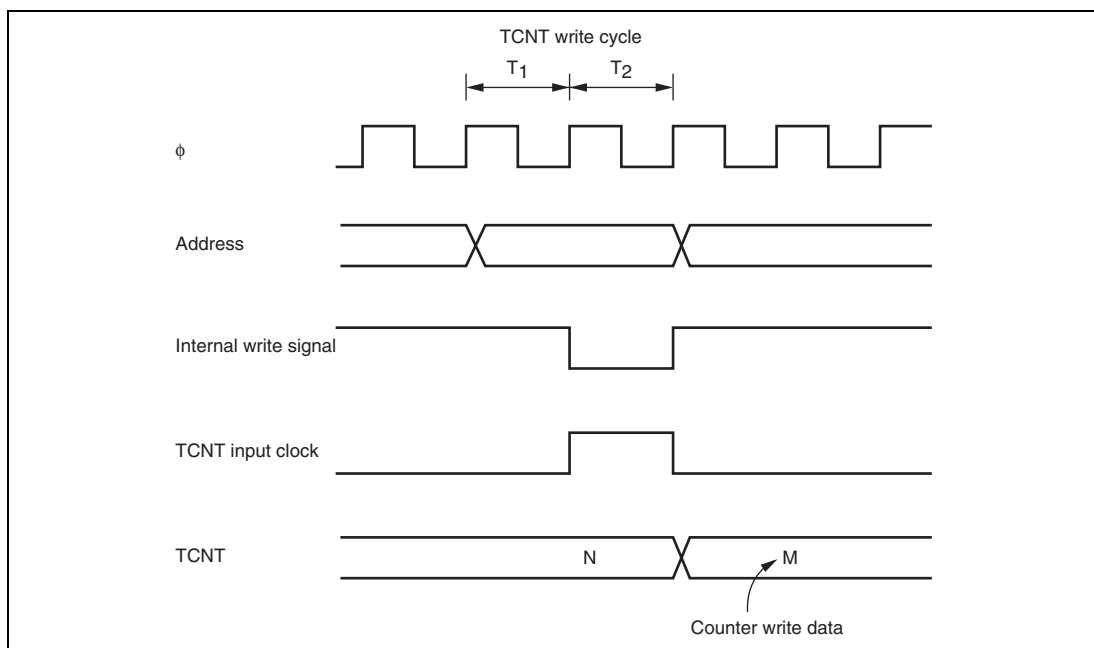 TCNT write cycle
T1 T2
ϕ
Address
Internal write signal
TCNT input clock
TCNT N M
Counter write data